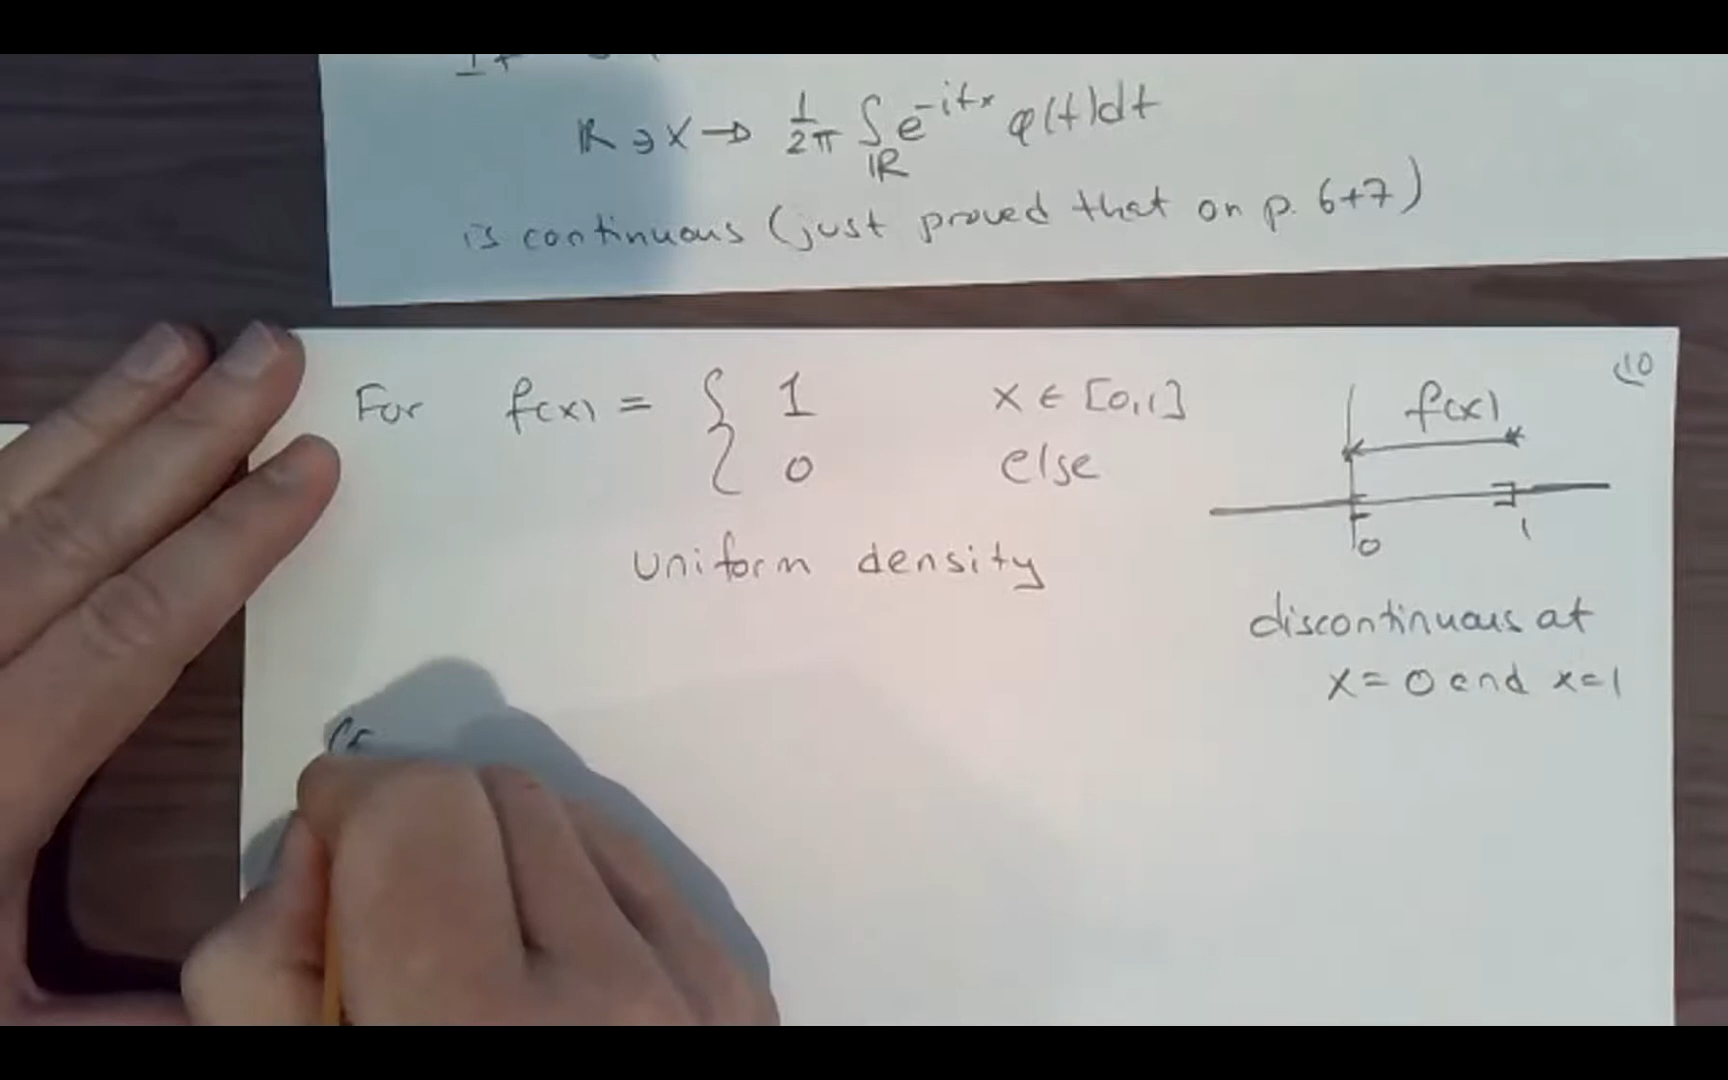 ℝ ∋ x → 1/2π ∫_ℝ e^{-itx} φ(t)dt
is continuous (just proved that on p. 6+7)
10
For f(x) = { 1 x ∈ [0,1]
0 else
f(x)
0 1
uniform density
discontinuous at
x = 0 and x = 1